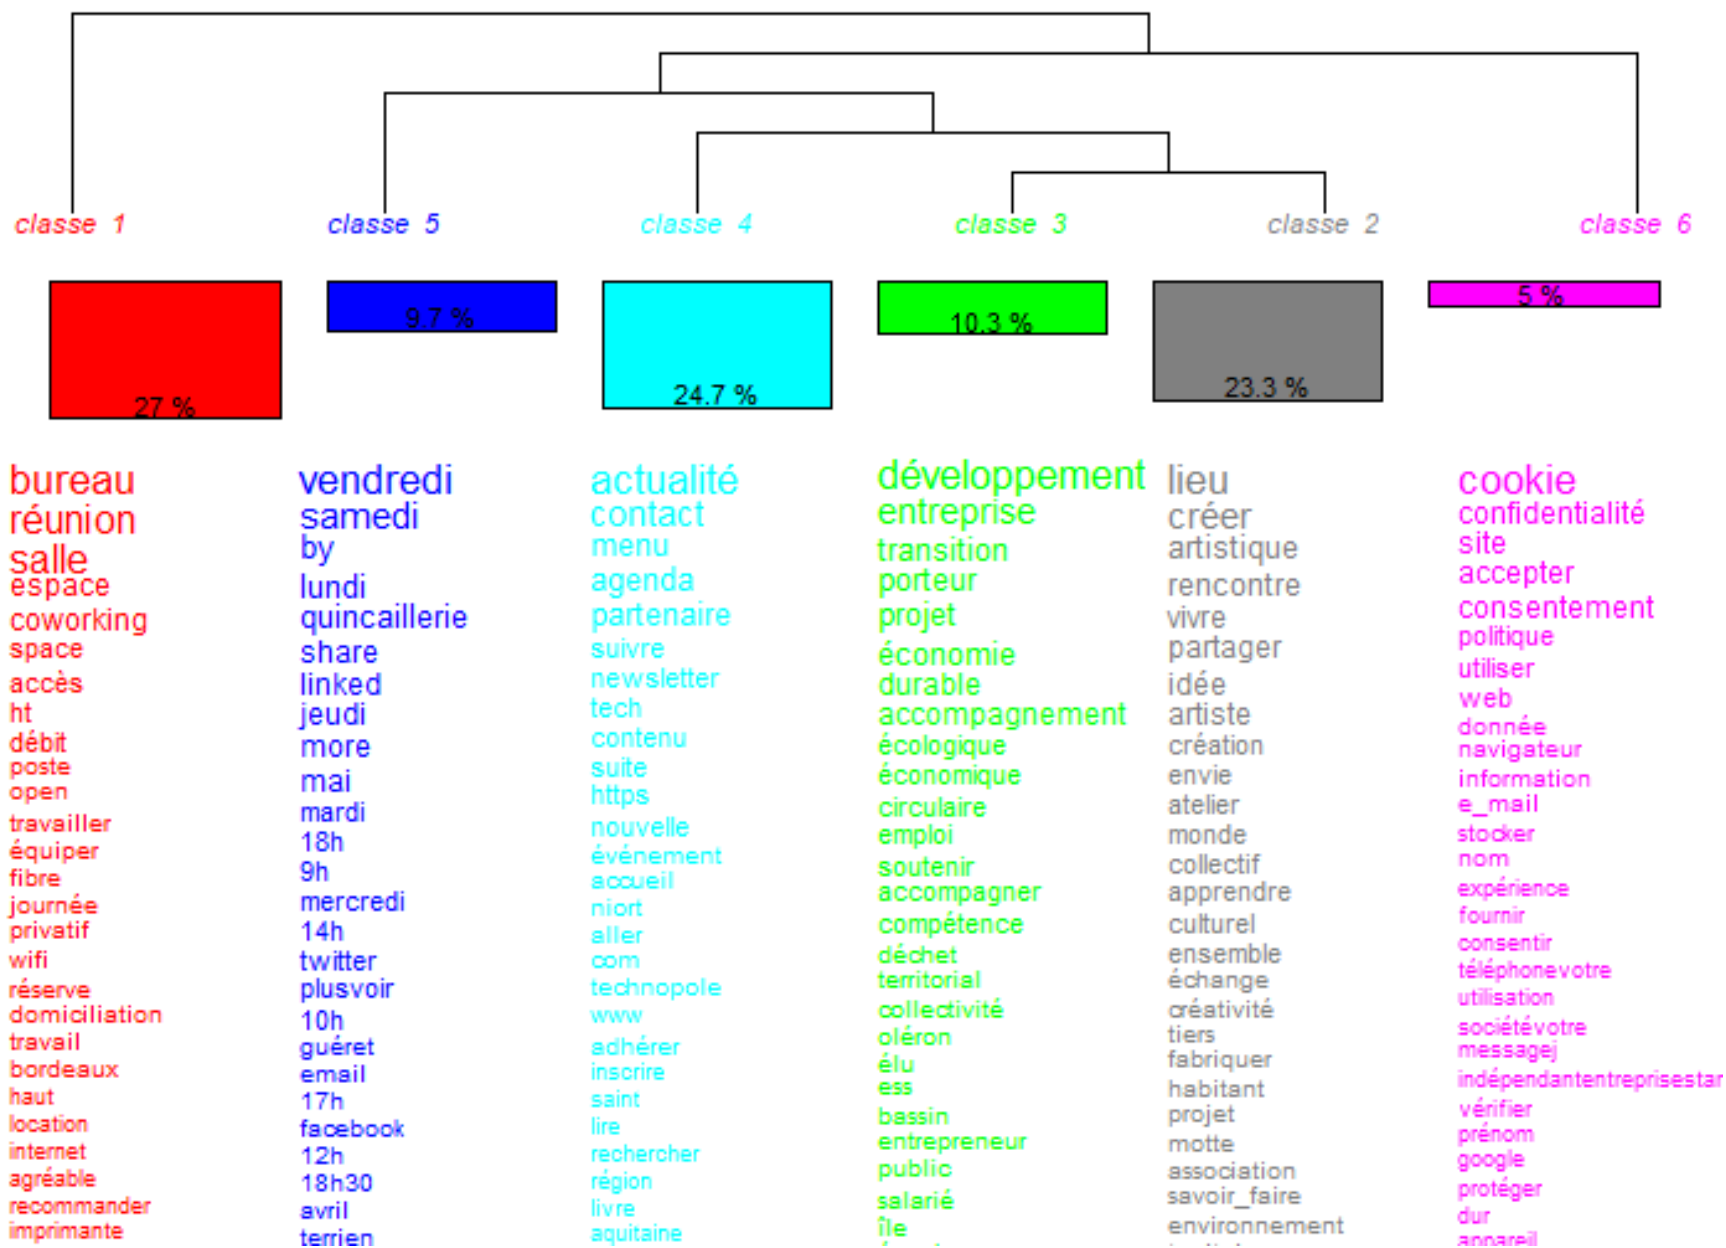 classe 1
classe 5
classe 4
classe 3
classe 2
classe 6
27 %
9.7 %
24.7 %
10.3 %
23.3 %
5 %
bureau
réunion
salle
espace
coworking
space
accès
ht
débit
poste
open
travailler
équiper
fibre
journée
privatif
wifi
réserve
domiciliation
travail
bordeaux
haut
location
internet
agréable
recommander
imprimante
vendredi
samedi
by
lundi
quincaillerie
share
linked
jeudi
more
mai
mardi
18h
9h
mercredi
14h
twitter
plusvoir
10h
guéret
email
17h
facebook
12h
18h30
avril
terrien
actualité
contact
menu
agenda
partenaire
suivre
newsletter
tech
contenu
suite
https
nouvelle
événement
accueil
niort
aller
com
technopole
www
adhérer
inscrire
saint
lire
rechercher
région
livre
aquitaine
développement
entreprise
transition
porteur
projet
économie
durable
accompagnement
écologique
économique
circulaire
emploi
soutenir
accompagner
compétence
déchet
territorial
collectivité
oléron
élu
ess
bassin
entrepreneur
public
salarié
île
lieu
créer
artistique
rencontre
vivre
partager
idée
artiste
création
envie
atelier
monde
collectif
apprendre
culturel
ensemble
échange
créativité
tiers
fabriquer
habitant
projet
motte
association
savoir_faire
environnement
cookie
confidentialité
site
accepter
consentement
politique
utiliser
web
donnée
navigateur
information
e_mail
stocker
nom
expérience
fournir
consentir
téléphonevotre
utilisation
sociétévotre
messagej
indépendantentreprisestar
vérifier
prénom
google
protéger
dur
appareil